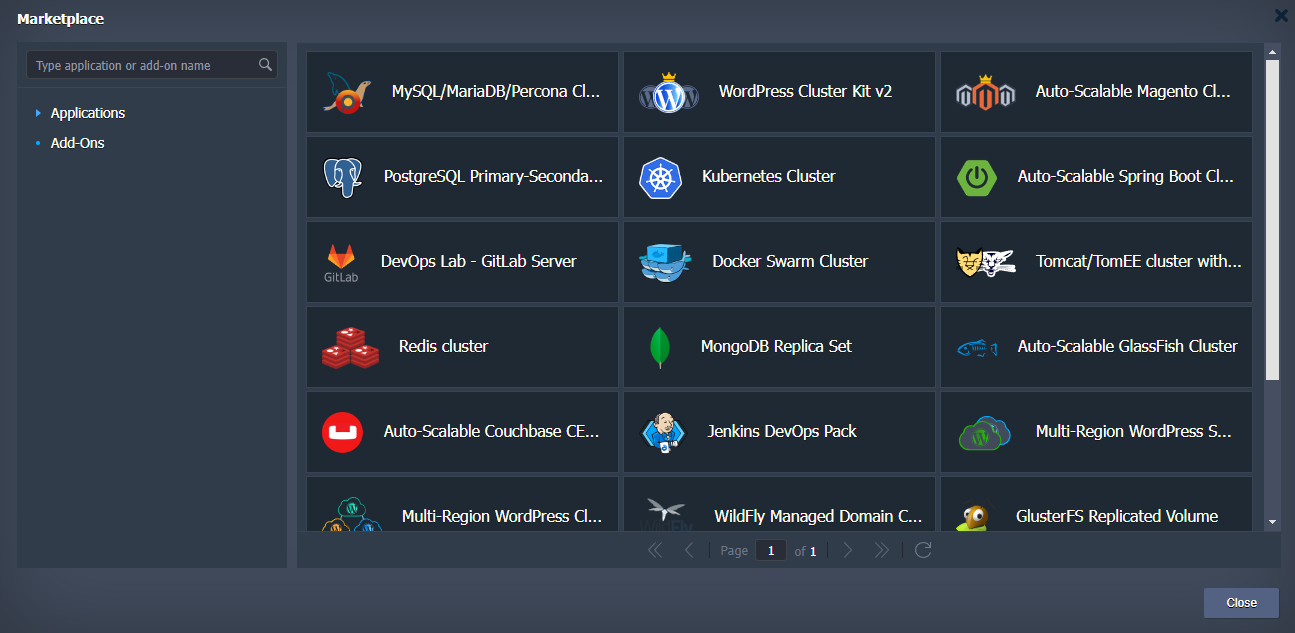 Marketplace
Type application or add-on name
Applications
Add-Ons
MySQL/MariaDB/Percona Cl...
WordPress Cluster Kit v2
Auto-Scalable Magento Cl...
PostgreSQL Primary-Seconda...
Kubernetes Cluster
Auto-Scalable Spring Boot Cl...
GitLab
DevOps Lab - GitLab Server
Docker Swarm Cluster
Tomcat/TomEE cluster with...
Redis cluster
MongoDB Replica Set
Auto-Scalable GlassFish Cluster
Auto-Scalable Couchbase CE...
Jenkins DevOps Pack
Multi-Region WordPress S...
Multi-Region WordPress Cl...
WildFly Managed Domain C...
GlusterFS Replicated Volume
Page 1 of 1
Close